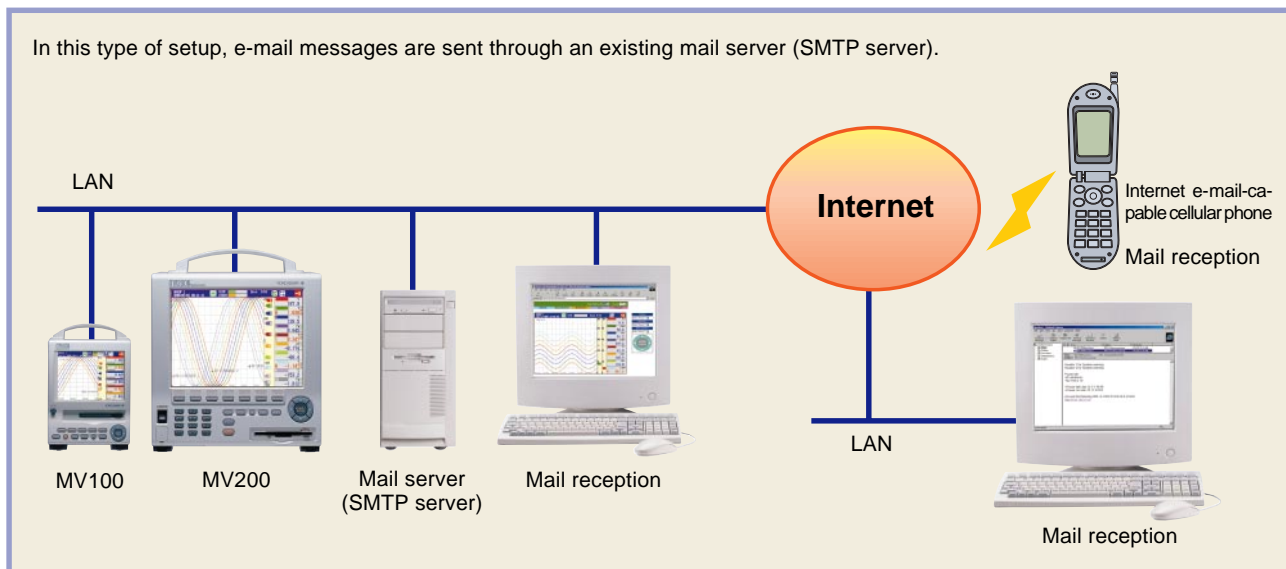 In this type of setup, e-mail messages are sent through an existing mail server (SMTP server).
LAN
Internet
Internet e-mail-ca-
pable cellular phone
Mail reception
MV100
MV200
Mail server
(SMTP server)
Mail reception
LAN
Mail reception